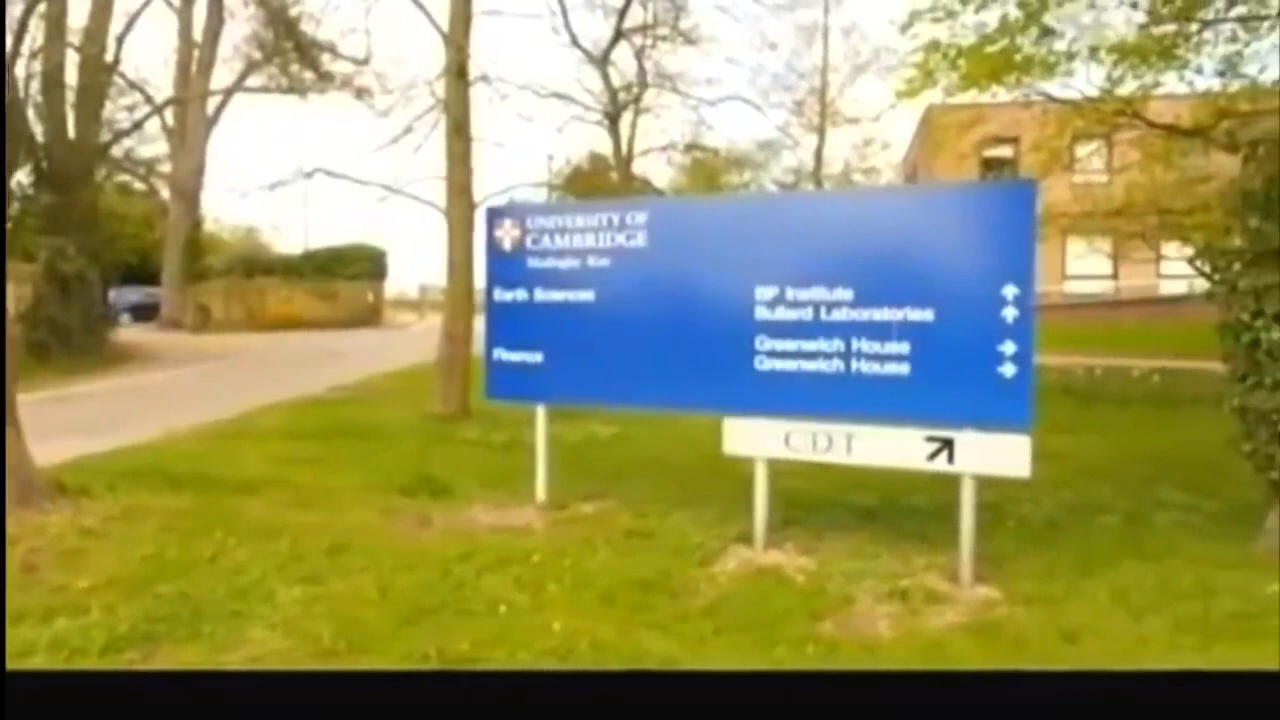 UNIVERSITY OF
CAMBRIDGE
Earth Sciences
BP Institute ↑
Bullard Laboratories ↑
Greenwich House →
Finance
Greenwich House →
CDT ↗